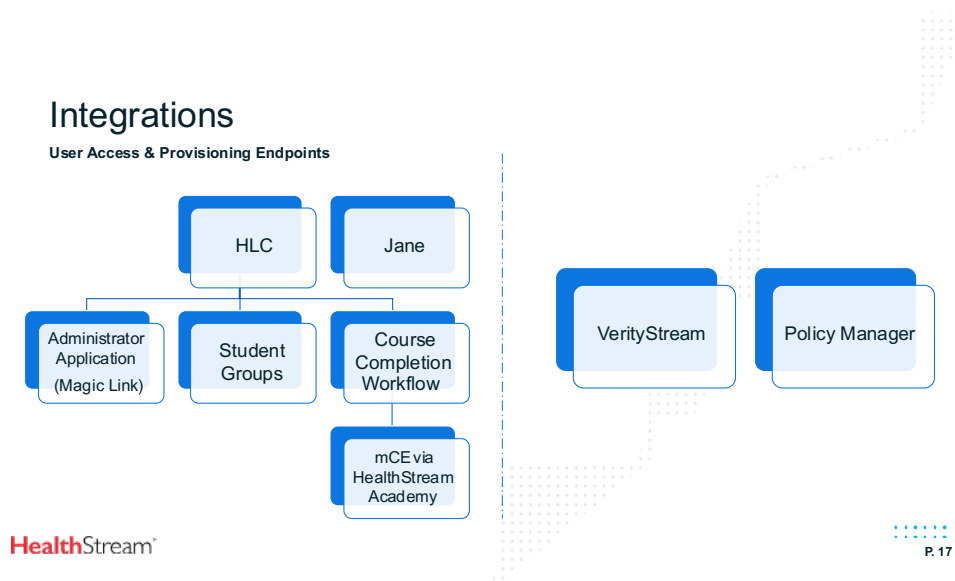 Integrations
User Access & Provisioning Endpoints
HLC
Jane
Administrator
Application
(Magic Link)
Student
Groups
Course
Completion
Workflow
mCE via
HealthStream
Academy
VerityStream
Policy Manager
HealthStream
P. 17